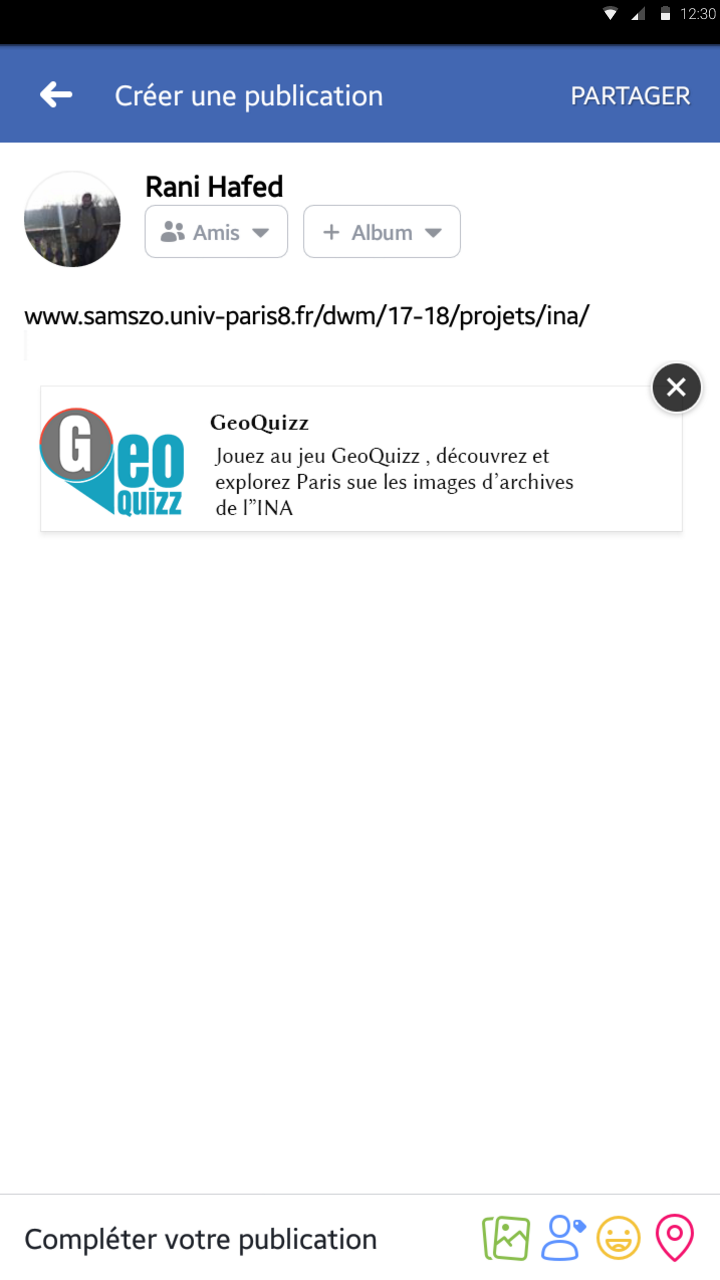 12:30
Créer une publication PARTAGER
Rani Hafed
Amis + Album
www.samszo.univ-paris8.fr/dwm/17-18/projets/ina/
GeoQuizz
Geo
QUIZZ
Jouez au jeu GeoQuizz , découvrez et
explorez Paris sue les images d’archives
de l”INA
Compléter votre publication